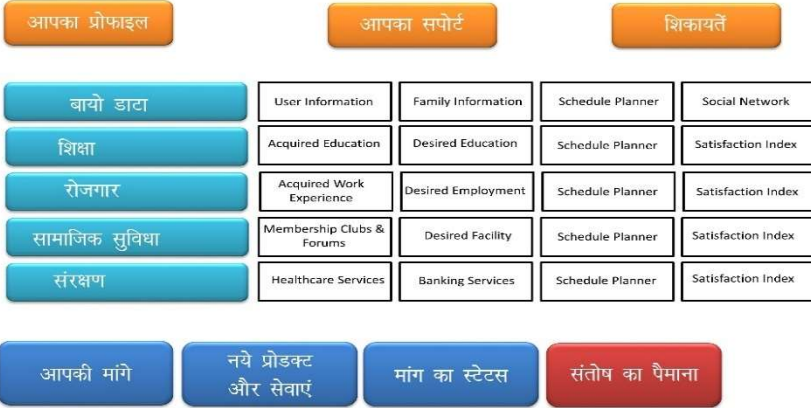 आपका प्रोफाइल आपका सपोर्ट शिकायतें
बायो डाटा User Information Family Information Schedule Planner Social Network
शिक्षा Acquired Education Desired Education Schedule Planner Satisfaction Index
रोजगार Acquired Work Experience Desired Employment Schedule Planner Satisfaction Index
सामाजिक सुविधा Membership Clubs & Forums Desired Facility Schedule Planner Satisfaction Index
संरक्षण Healthcare Services Banking Services Schedule Planner Satisfaction Index
आपकी मांगे नये प्रोडक्ट और सेवाएं मांग का स्टेटस संतोष का पैमाना